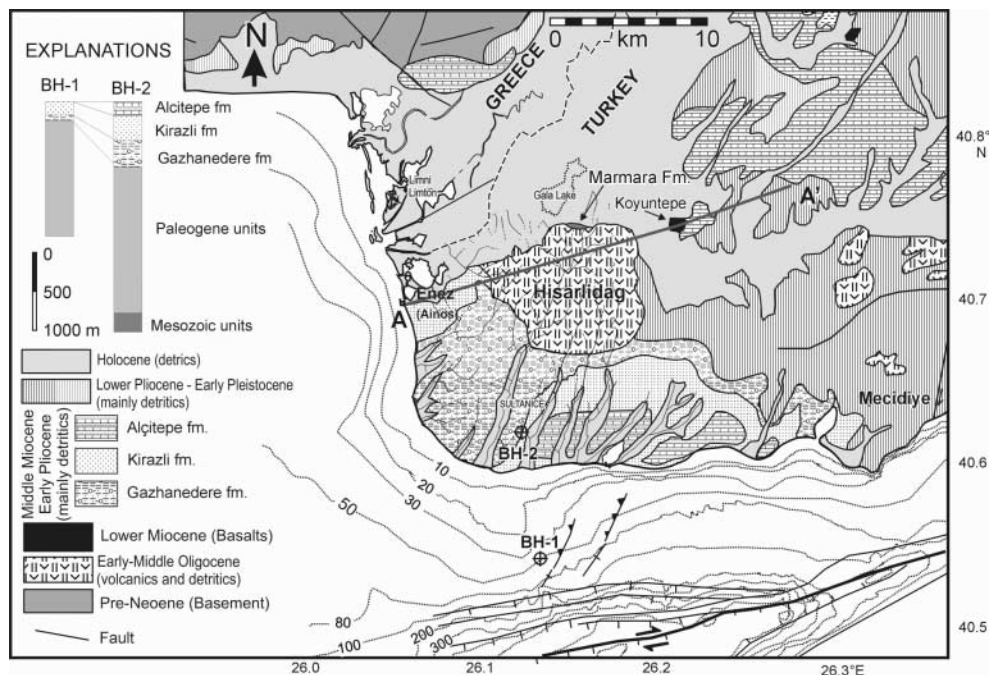 EXPLANATIONS
BH-1
BH-2
Alcitepe fm
Kirazli fm
Gazhanedere fm
Paleogene units
Mesozoic units
0
500
1000 m
Holocene (detrics)
Lower Pliocene - Early Pleistocene
(mainly detritics)
Middle Miocene
Early Pliocene
(mainly detritics)
Alçitepe fm.
Kirazli fm.
Gazhanedere fm.
Lower Miocene (Basalts)
Early-Middle Oligocene
(volcanics and detritics)
Pre-Neoene (Basement)
Fault
N
0 km 10
GREECE
TURKEY
Limni
Limton
Gala Lake
Marmara Fm.
Koyuntepe
A'
A
Enez
(Ainos)
Hisarlidag
Mecidiye
SULTANICE
BH-2
BH-1
10
20
30
50
80
100
200
300
40.8°
N
40.7
40.6
40.5
26.0
26.1
26.2
26.3°E